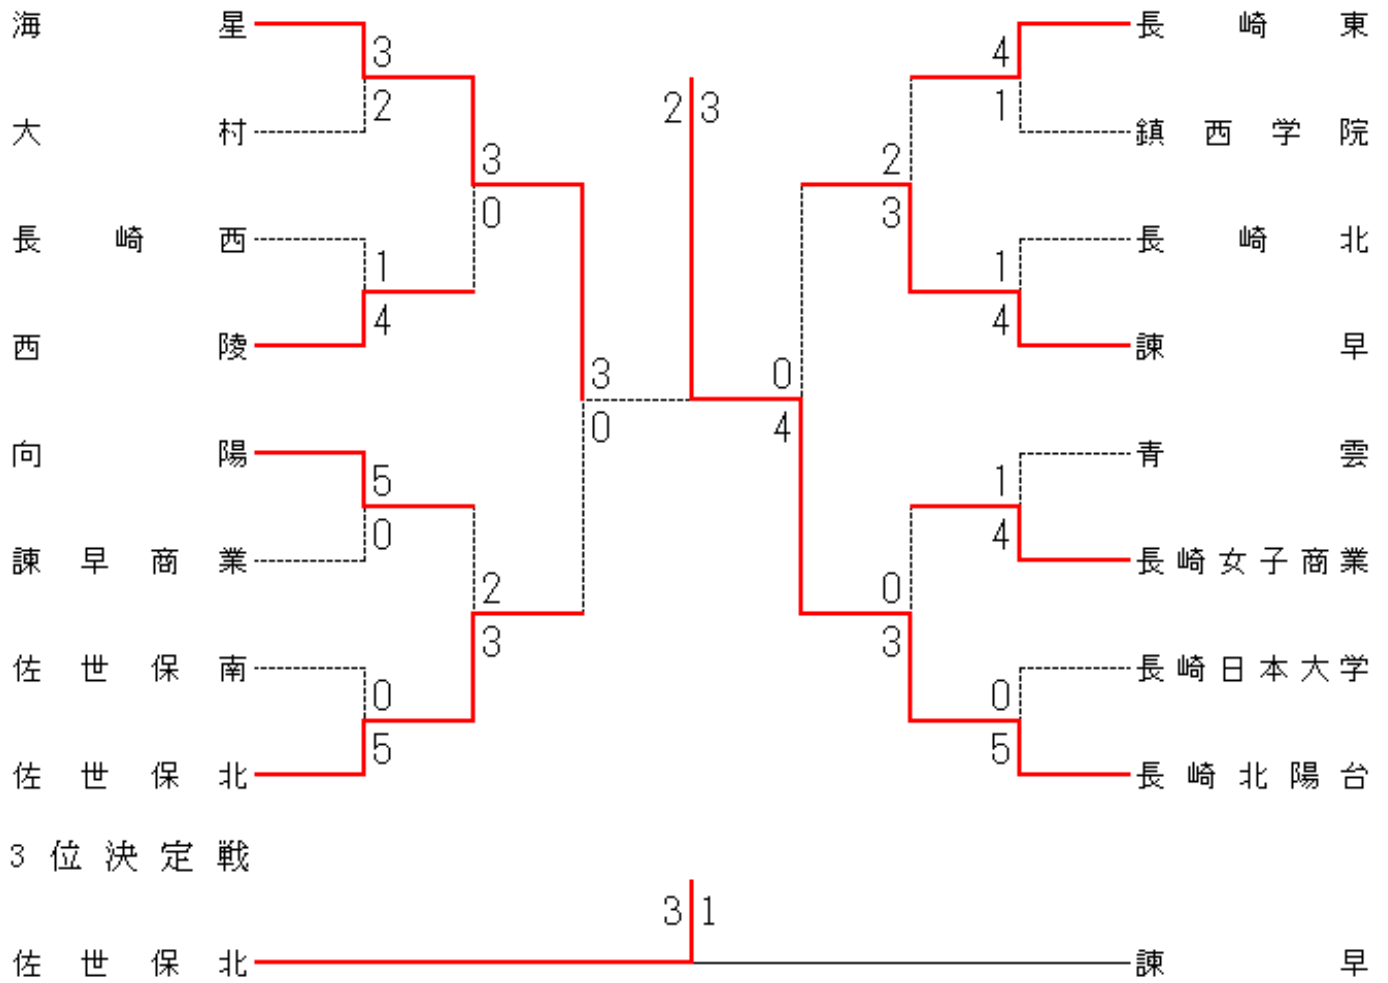 海星 長崎東
3 4
2 1
2 3
大村 鎮西学院
3 2
0 3
長崎西 長崎北
1 1
4 4
西陵 諫早
3 0
0 4
向陽 青雲
5 1
0 4
諫早商業 長崎女子商業
2 0
3 3
佐世保南 長崎日本大学
0 0
5 5
佐世保北 長崎北陽台
3位決定戦
3 1
佐世保北 諫早